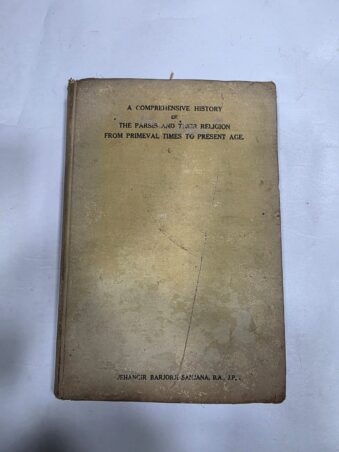 A COMPREHENSIVE HISTORY
OF
THE PARSIS AND THEIR RELIGION
FROM PRIMEVAL TIMES TO PRESENT AGE.
JEHANGIR BARJORJI SANJANA, B.A., J.P.